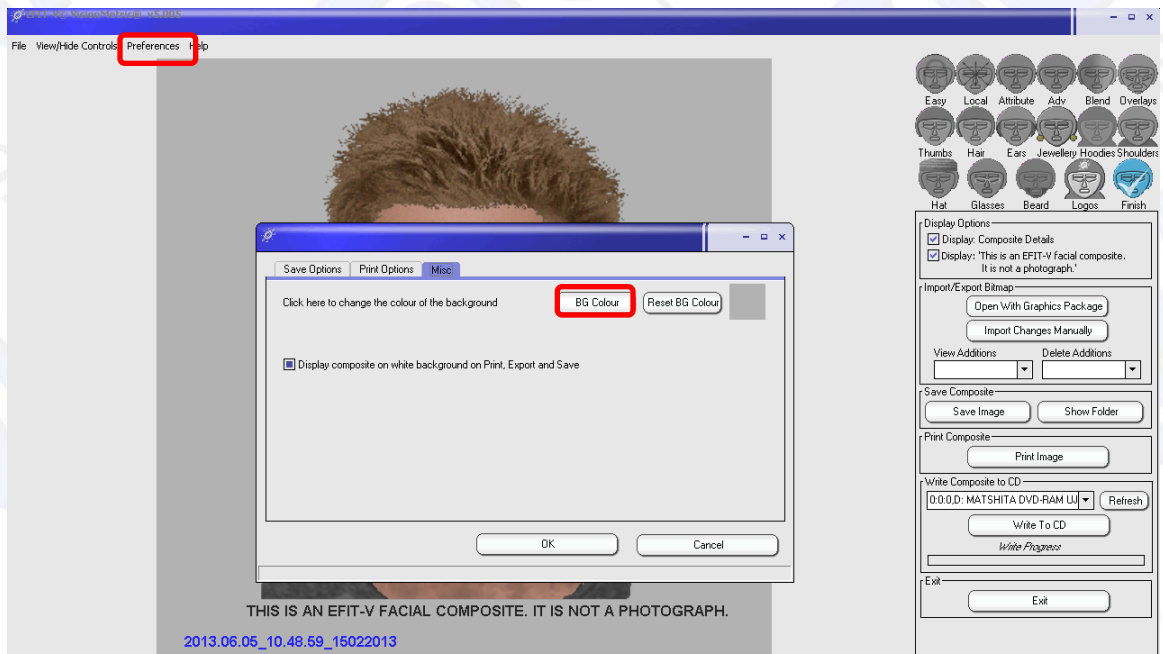 EFIT-V @ VisionMetric @ v5.005
File View/Hide Controls Preferences Help
Easy Local Attribute Adv Blend Overlays
Thumbs Hair Ears Jewellery Hoodies Shoulders
Hat Glasses Beard Logos Finish
Display Options
Display: Composite Details
Display: 'This is an EFIT-V facial composite.
It is not a photograph.'
Import/Export Bitmap
Open With Graphics Package
Import Changes Manually
View Additions Delete Additions
Save Composite
Save Image Show Folder
Print Composite
Print Image
Write Composite to CD
0:0:0,D: MATSHITA DVD-RAM UJ Refresh
Write To CD
Write Progress
Exit
Exit
Save Options Print Options Misc
Click here to change the colour of the background BG Colour Reset BG Colour
Display composite on white background on Print, Export and Save
OK Cancel
THIS IS AN EFIT-V FACIAL COMPOSITE. IT IS NOT A PHOTOGRAPH.
2013.06.05_10.48.59_15022013